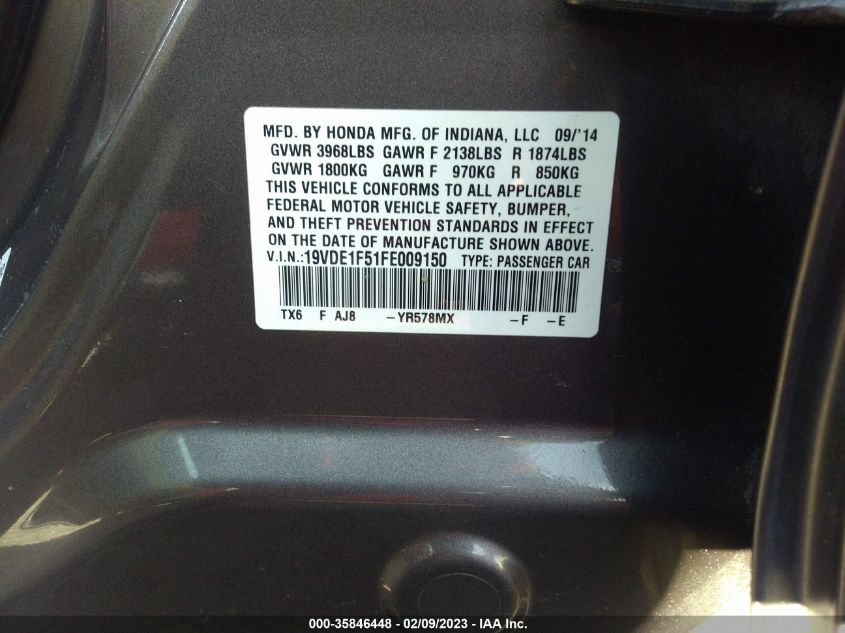 MFD. BY HONDA MFG. OF INDIANA, LLC 09/'14
GVWR 3968LBS GAWR F 2138LBS R 1874LBS
GVWR 1800KG GAWR F 970KG R 850KG
THIS VEHICLE CONFORMS TO ALL APPLICABLE
FEDERAL MOTOR VEHICLE SAFETY, BUMPER,
AND THEFT PREVENTION STANDARDS IN EFFECT
ON THE DATE OF MANUFACTURE SHOWN ABOVE.
V.I.N.:19VDE1F51FE009150 TYPE: PASSENGER CAR
TX6 F AJ8 -YR578MX -F -E
000-35846448 - 02/09/2023 - IAA Inc.